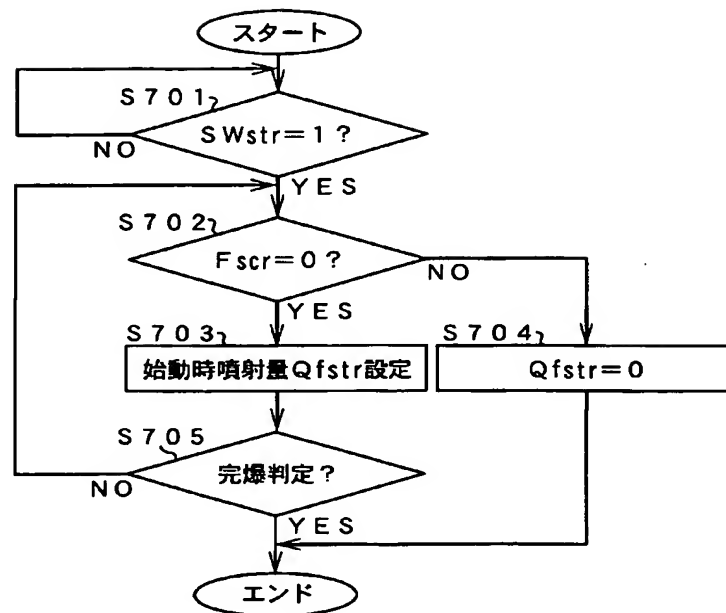 スタート
S701
SWstr=1?
NO
YES
S702
Fscr=0?
NO
YES
S703
始動時噴射量Qfstr設定
S704
Qfstr=0
S705
完爆判定?
NO
YES
エンド